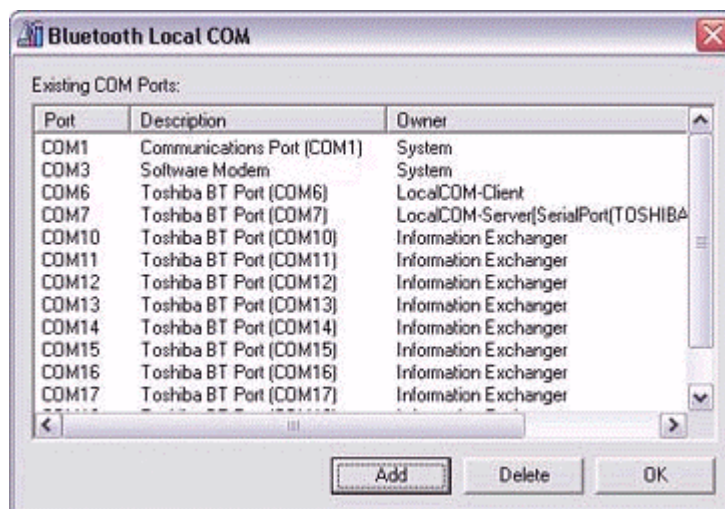 Bluetooth Local COM
Existing COM Ports:
Port Description Owner
COM1 Communications Port (COM1) System
COM3 Software Modem System
COM6 Toshiba BT Port (COM6) LocalCOM-Client
COM7 Toshiba BT Port (COM7) LocalCOM-Server[SerialPort(TOSHIBA
COM10 Toshiba BT Port (COM10) Information Exchanger
COM11 Toshiba BT Port (COM11) Information Exchanger
COM12 Toshiba BT Port (COM12) Information Exchanger
COM13 Toshiba BT Port (COM13) Information Exchanger
COM14 Toshiba BT Port (COM14) Information Exchanger
COM15 Toshiba BT Port (COM15) Information Exchanger
COM16 Toshiba BT Port (COM16) Information Exchanger
COM17 Toshiba BT Port (COM17) Information Exchanger
Add Delete OK